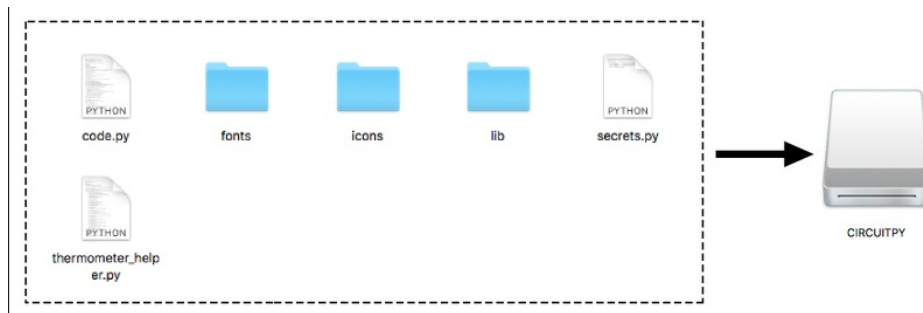 PYTHON
code.py
fonts
icons
lib
PYTHON
secrets.py
PYTHON
thermometer_help
er.py
CIRCUITPY